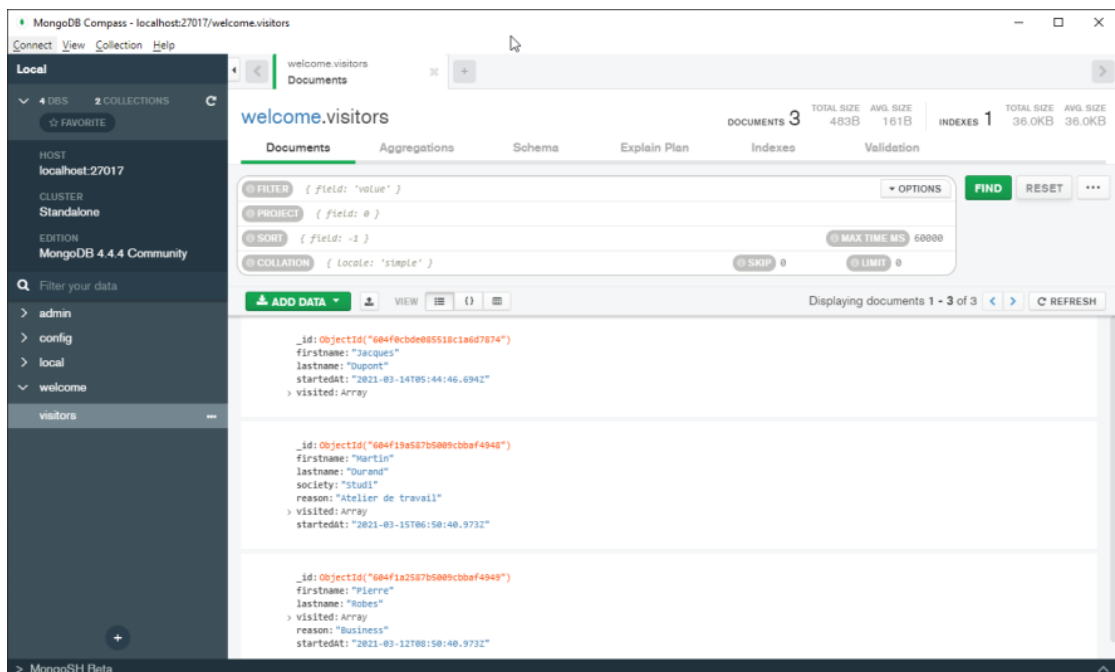 MongoDB Compass - localhost:27017/welcome.visitors
Connect View Collection Help
Local
4 DBS 2 COLLECTIONS
FAVORITE
HOST
localhost:27017
CLUSTER
Standalone
EDITION
MongoDB 4.4.4 Community
Filter your data
admin
config
local
welcome
visitors
welcome.visitors
Documents
welcome.visitors
DOCUMENTS 3 TOTAL SIZE 483B AVG. SIZE 161B INDEXES 1 TOTAL SIZE 36.0KB AVG. SIZE 36.0KB
Documents Aggregations Schema Explain Plan Indexes Validation
FILTER { field: 'value' } OPTIONS FIND RESET ...
PROJECT { field: 0 }
SORT { field: -1 } MAX TIME MS 60000
COLLATION { locale: 'simple' } SKIP 0 LIMIT 0
ADD DATA VIEW {} Displaying documents 1 - 3 of 3 < > REFRESH
_id: ObjectId("604f0cbde085518c1a6d7874")
firstname: "Jacques"
lastname: "Dupont"
startedAt: "2021-03-14T05:44:46.694Z"
> visited: Array
_id: ObjectId("604f19a587b5009cbbaf4948")
firstname: "Martin"
lastname: "Durand"
society: "Studi"
reason: "Atelier de travail"
> visited: Array
startedAt: "2021-03-15T06:50:40.973Z"
_id: ObjectId("604f1a2587b5009cbbaf4949")
firstname: "Pierre"
lastname: "Robes"
> visited: Array
reason: "Business"
startedAt: "2021-03-12T08:50:40.973Z"
> MongoSH Beta